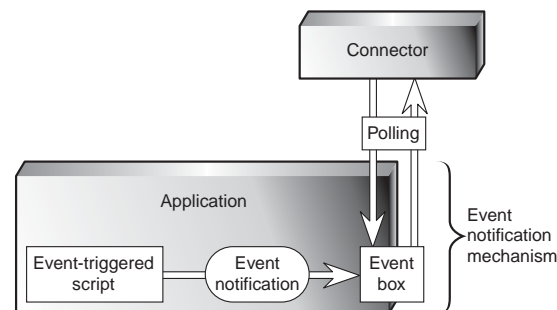 Connector
Polling
Application
Event
notification
mechanism
Event-triggered
script
Event
notification
Event
box